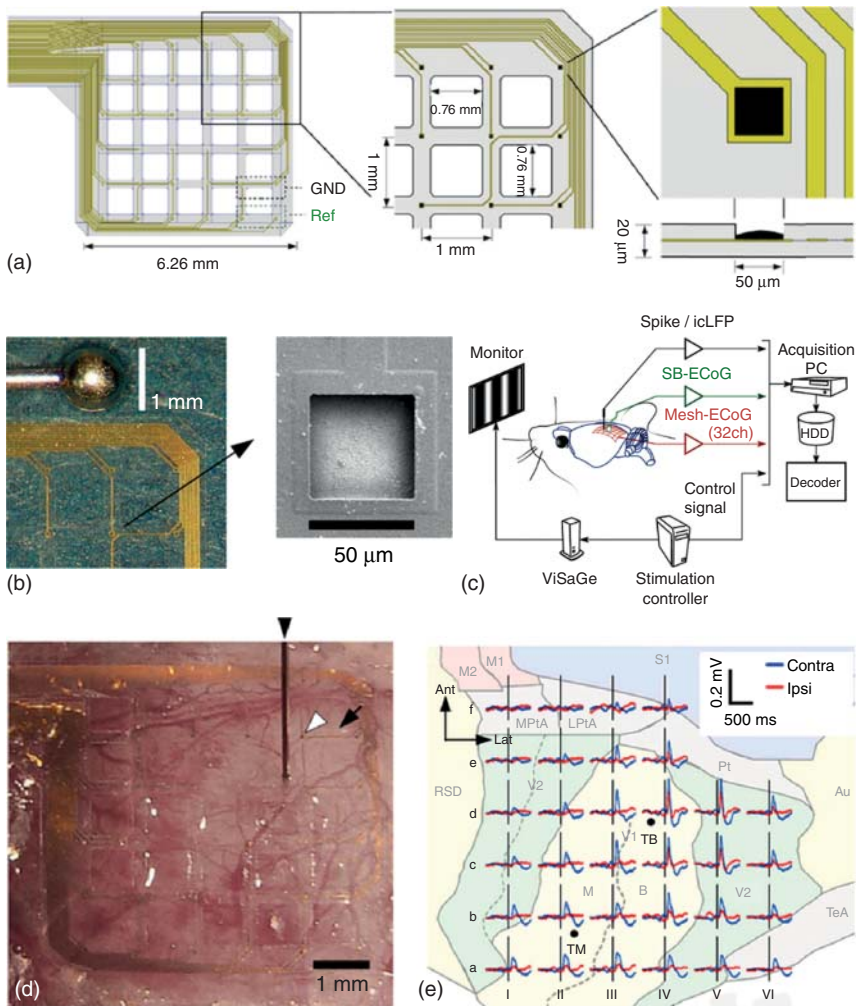 0.76 mm
0.76 mm
1 mm
1 mm
GND
Ref
6.26 mm
20 μm
50 μm
(a)
1 mm
50 μm
(b)
Monitor
Spike / icLFP
SB-ECoG
Mesh-ECoG
(32ch)
Acquisition
PC
HDD
Decoder
Control
signal
ViSaGe
Stimulation
controller
(c)
1 mm
(d)
M2
M1
S1
0.2 mV
500 ms
Contra
Ipsi
Ant
Lat
f
MPtA
LPtA
e
Pt
RSD
V2
Au
d
V1
TB
c
M
B
V2
b
TM
TeA
a
I
II
III
IV
V
VI
(e)